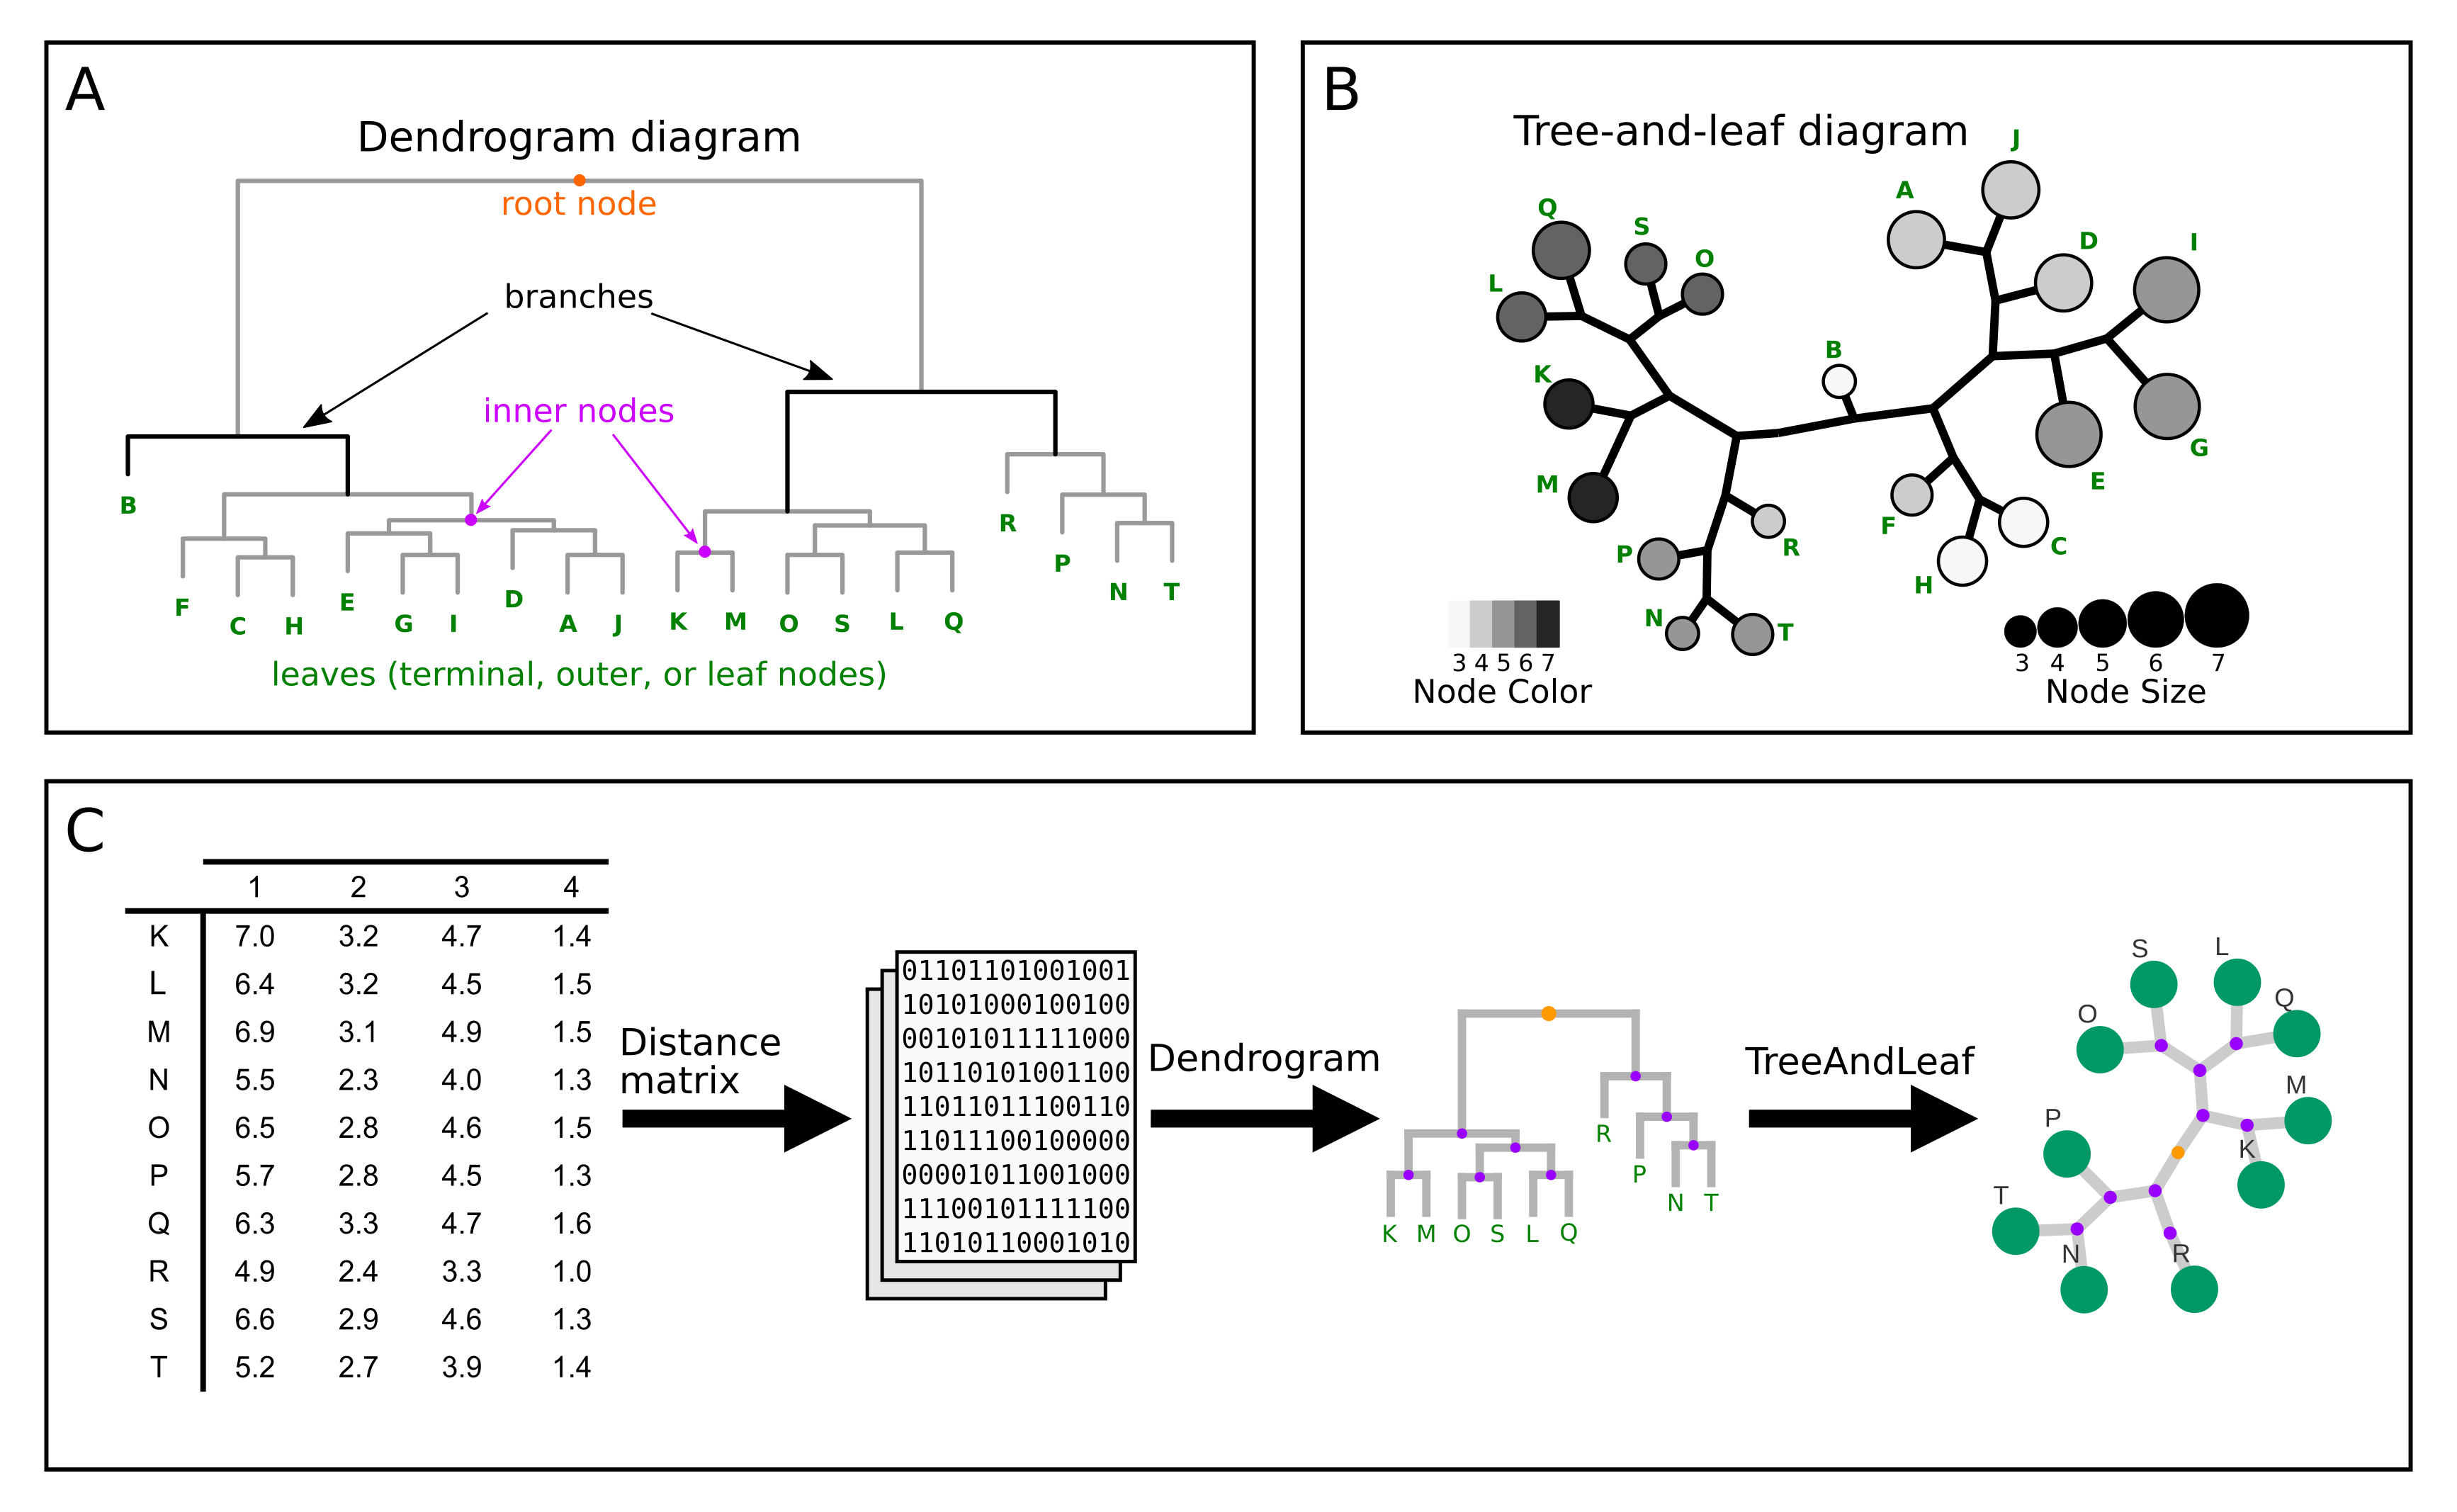 A
Dendrogram diagram
root node
branches
inner nodes
B
R
P
F
C
H
E
G
I
D
A
J
K
M
O
S
L
Q
N
T
leaves (terminal, outer, or leaf nodes)
B
Tree-and-leaf diagram
J
A
Q
S
D
I
O
L
B
K
G
M
E
F
R
C
P
H
N
T
3 4 5 6 7
Node Color
3 4 5 6 7
Node Size
C
1 2 3 4
K 7.0 3.2 4.7 1.4
L 6.4 3.2 4.5 1.5
M 6.9 3.1 4.9 1.5
N 5.5 2.3 4.0 1.3
O 6.5 2.8 4.6 1.5
P 5.7 2.8 4.5 1.3
Q 6.3 3.3 4.7 1.6
R 4.9 2.4 3.3 1.0
S 6.6 2.9 4.6 1.3
T 5.2 2.7 3.9 1.4
Distance
matrix
01101101001001
10101000100100
00101011111000
10110101001100
11011011100110
11011100100000
00001011001000
11100101111100
11010110001010
Dendrogram
R
P
N T
K M O S L Q
TreeAndLeaf
S
L
O
Q
M
P
K
T
N
R